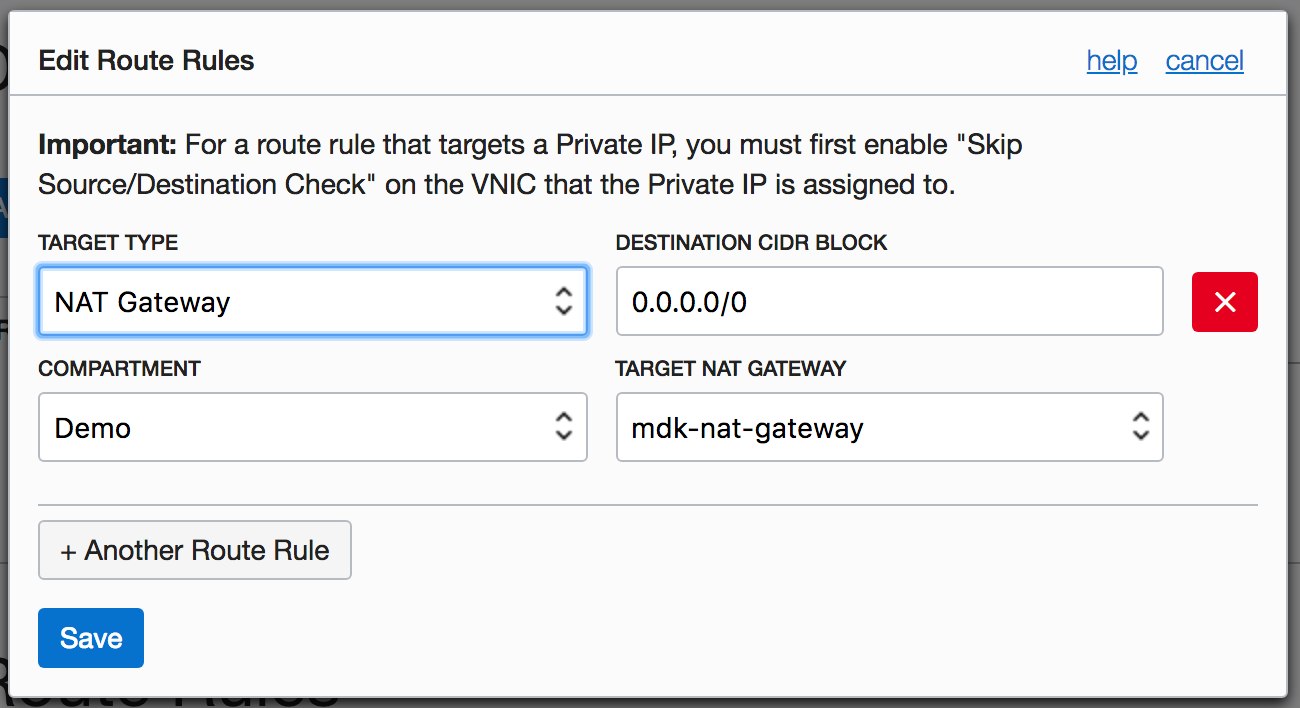 Edit Route Rules
help
cancel
Important: For a route rule that targets a Private IP, you must first enable "Skip
Source/Destination Check" on the VNIC that the Private IP is assigned to.
TARGET TYPE
DESTINATION CIDR BLOCK
NAT Gateway
0.0.0.0/0
COMPARTMENT
TARGET NAT GATEWAY
Demo
mdk-nat-gateway
+ Another Route Rule
Save